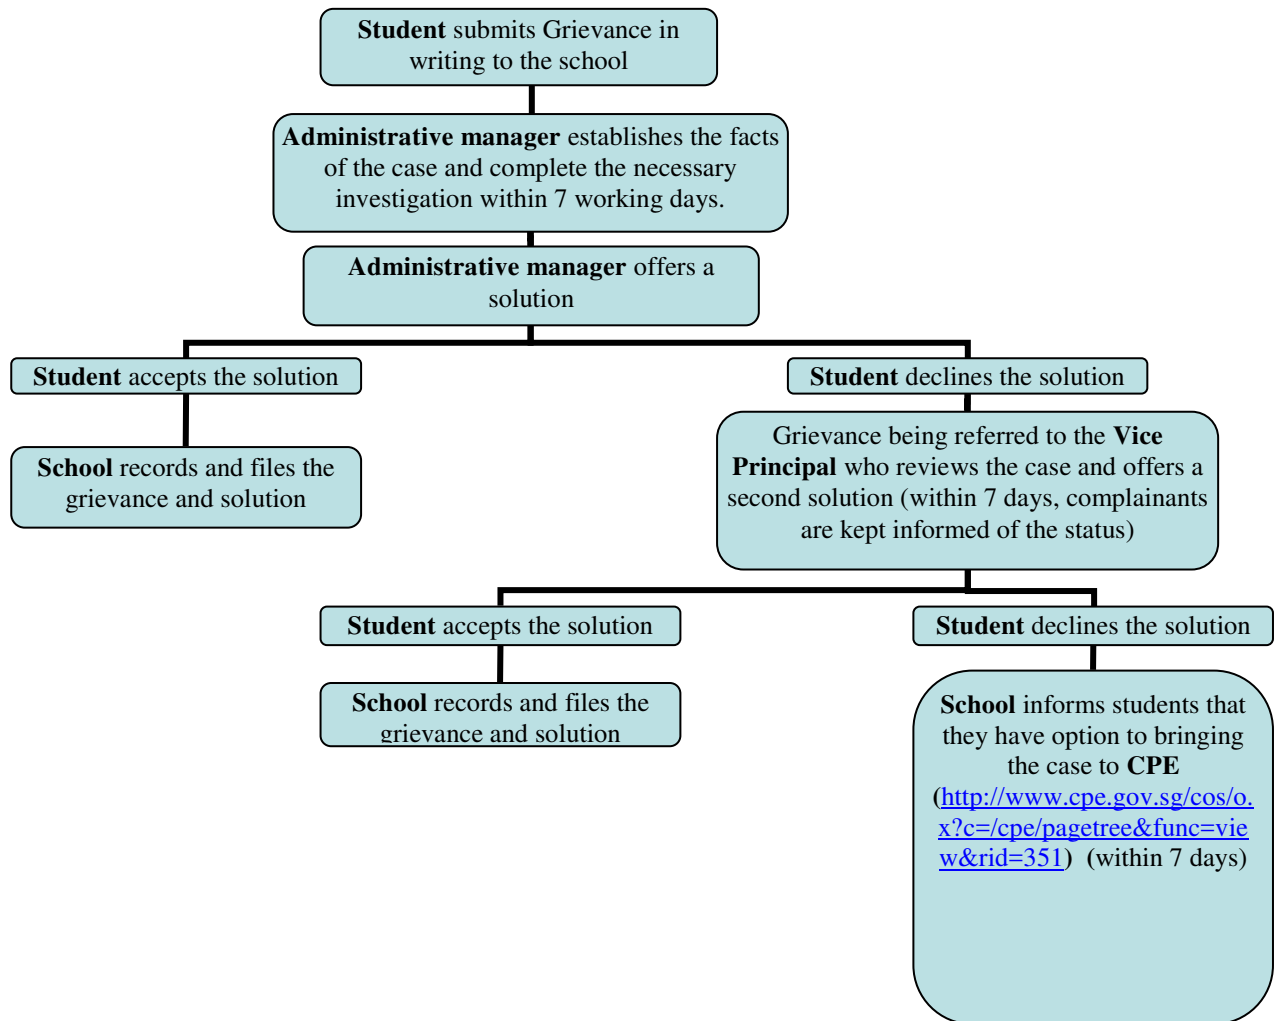 Student submits Grievance in
writing to the school
Administrative manager establishes the facts
of the case and complete the necessary
investigation within 7 working days.
Administrative manager offers a
solution
Student accepts the solution
Student declines the solution
School records and files the
grievance and solution
Grievance being referred to the Vice
Principal who reviews the case and offers a
second solution (within 7 days, complainants
are kept informed of the status)
Student accepts the solution
Student declines the solution
School records and files the
grievance and solution
School informs students that
they have option to bringing
the case to CPE
(http://www.cpe.gov.sg/cos/o.
x?c=/cpe/pagetree&func=vie
w&rid=351) (within 7 days)